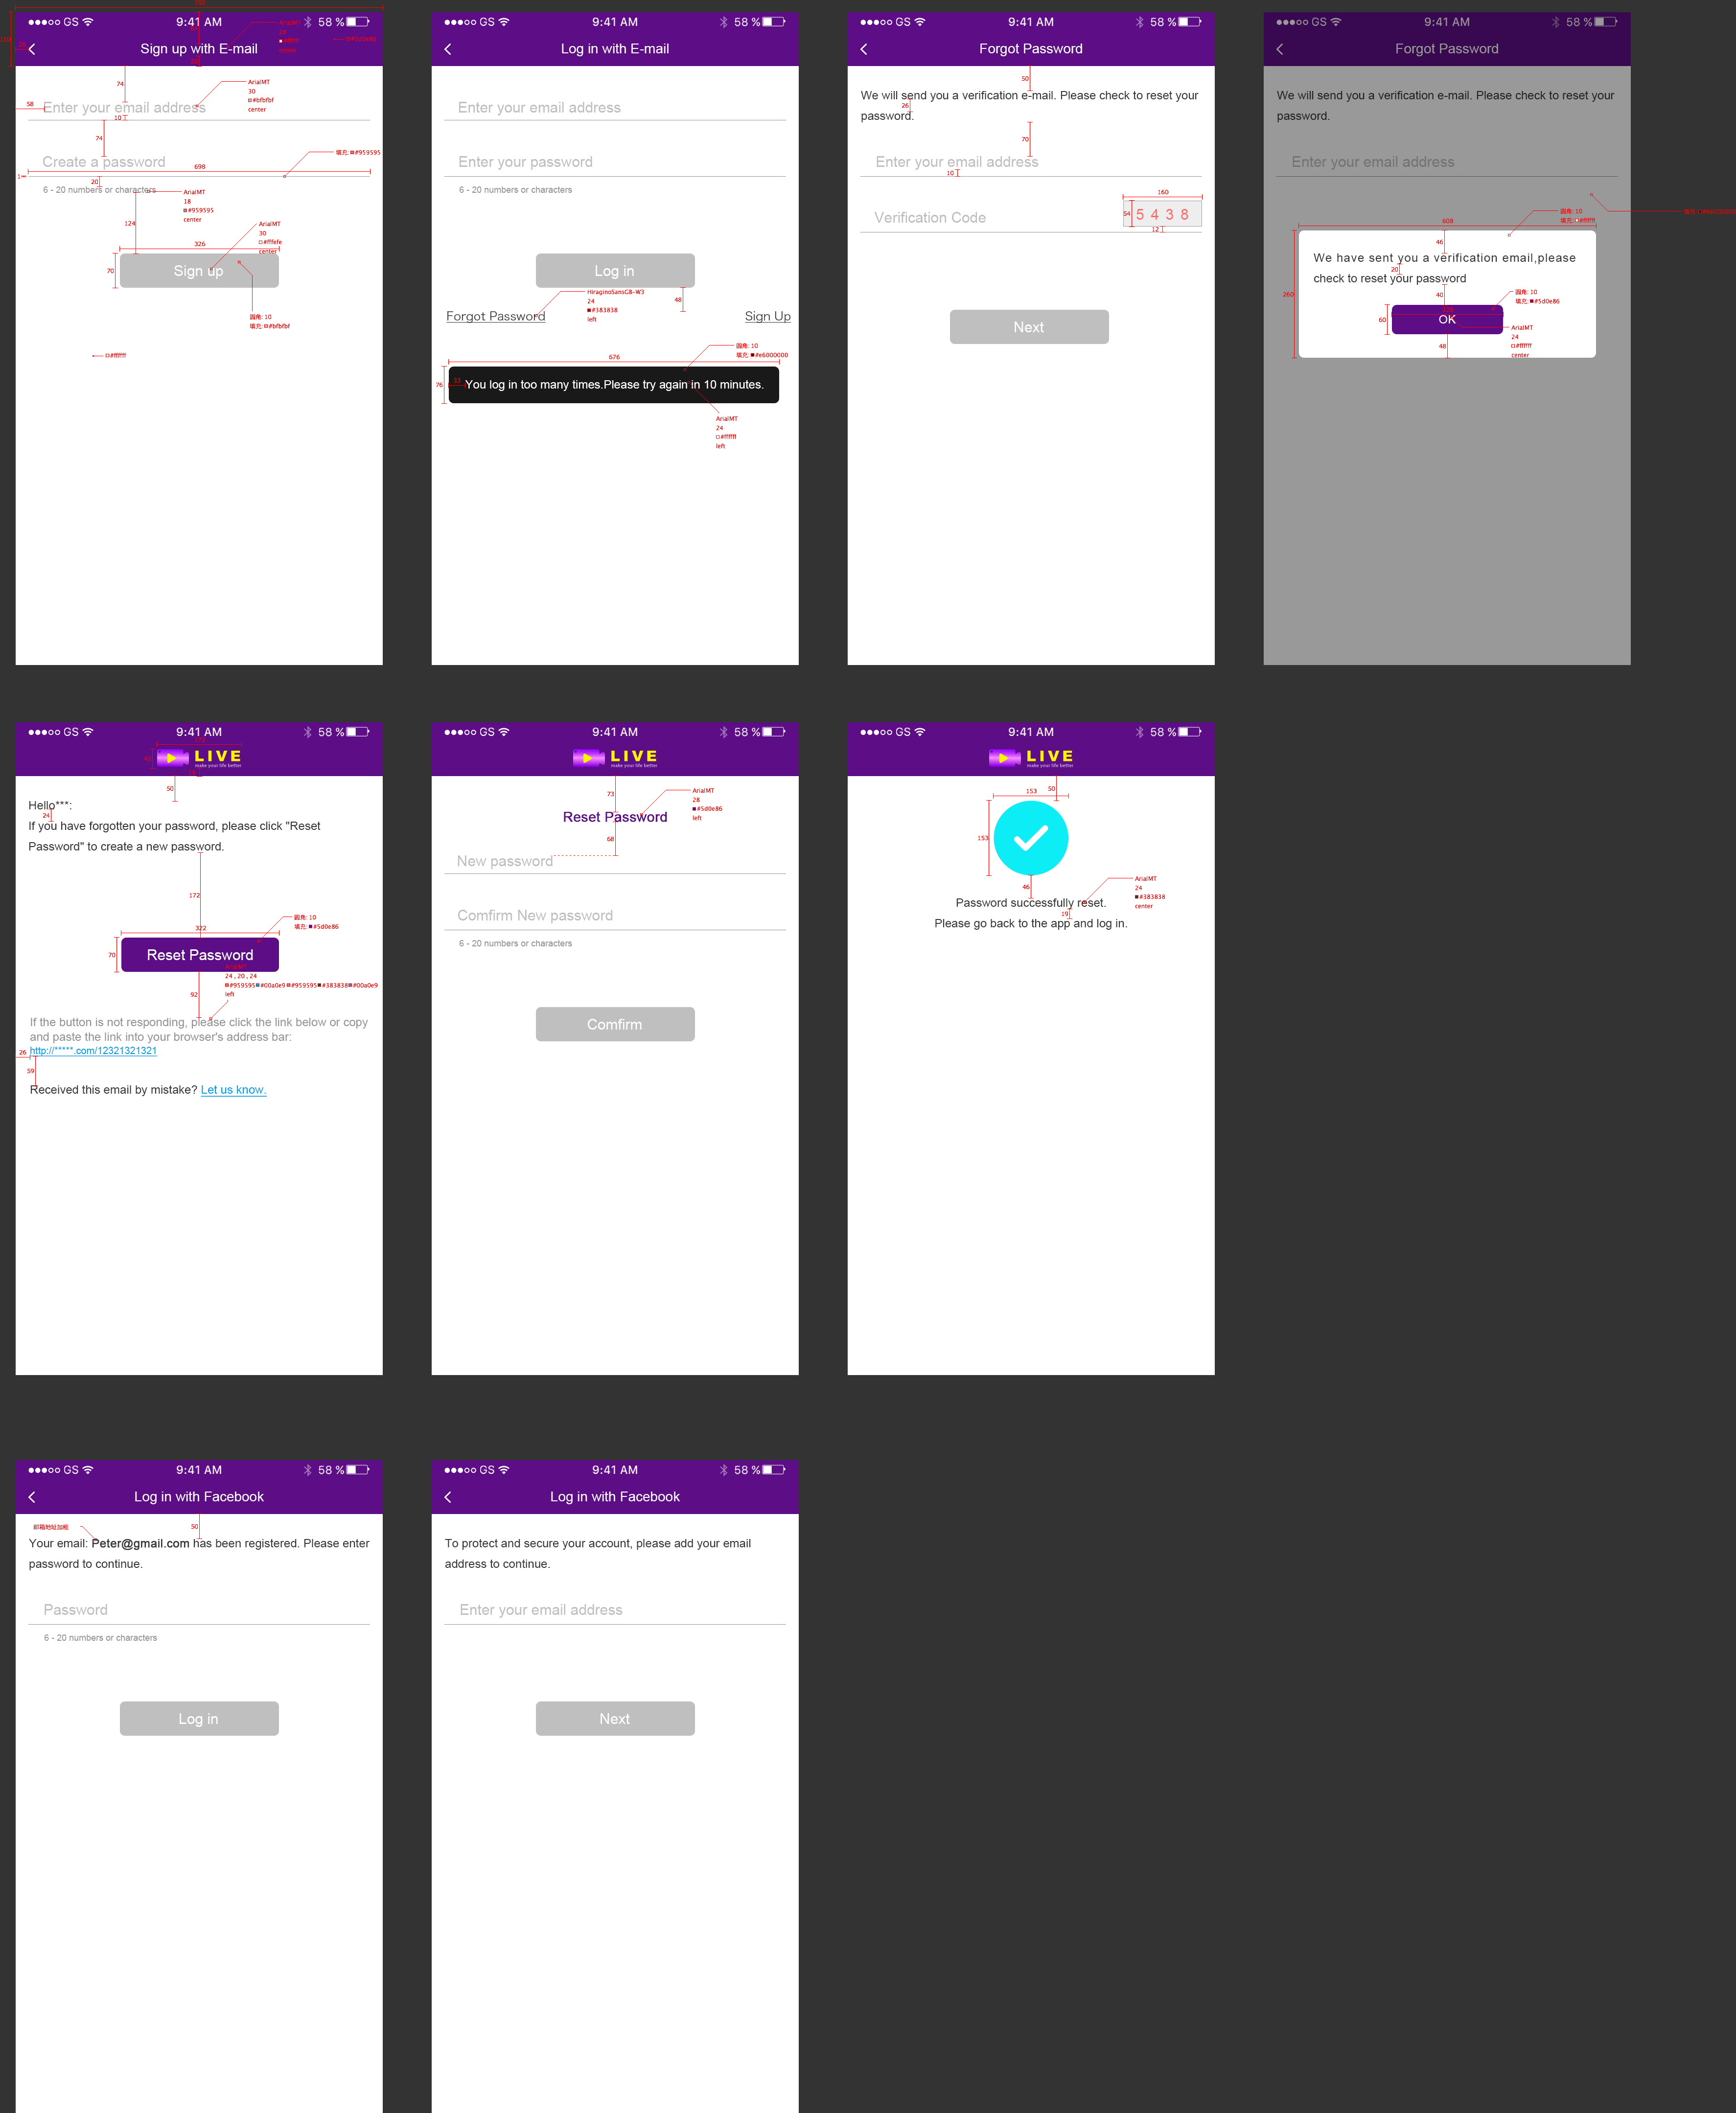 GS 9:41 AM 58 %
Sign up with E-mail
74
ArialMT
30
#bfbfbf
center
58
Enter your email address
10
74
Create a password
填充: #959595
698
1
20
6 - 20 numbers or characters
ArialMT
18
#959595
center
124
ArialMT
30
#fffefe
center
326
70
Sign up
圆角: 10
填充: #bfbfbf
#ffffff
GS 9:41 AM 58 %
Log in with E-mail
Enter your email address
Enter your password
6 - 20 numbers or characters
Log in
HiraginoSansGB-W3
24
#383838
left
48
Forgot Password
Sign Up
圆角: 10
填充: #e6000000
676
76
33
You log in too many times.Please try again in 10 minutes.
ArialMT
24
#ffffff
left
GS 9:41 AM 58 %
Forgot Password
50
We will send you a verification e-mail. Please check to reset your
26
password.
70
Enter your email address
10
160
Verification Code
54
5 4 3 8
12
Next
GS 9:41 AM 58 %
Forgot Password
We will send you a verification e-mail. Please check to reset your
password.
Enter your email address
圆角: 10
填充: #ffffff
608
46
We have sent you a verification email,please
20
check to reset your password
260
40
圆角: 10
填充: #5d0e86
60
OK
ArialMT
24
#ffffff
center
48
GS 9:41 AM 58 %
LIVE
make your life better
50
Hello***:
24
If you have forgotten your password, please click "Reset
Password" to create a new password.
172
圆角: 10
填充: #5d0e86
322
70
Reset Password
24 , 20 , 24
#959595 #00a0e9 #959595 #383838 #00a0e9
left
92
If the button is not responding, please click the link below or copy
and paste the link into your browser's address bar:
http://*****.com/12321321321
26
59
Received this email by mistake? Let us know.
GS 9:41 AM 58 %
LIVE
make your life better
73
ArialMT
28
#5d0e86
left
Reset Password
68
New password
Comfirm New password
6 - 20 numbers or characters
Comfirm
GS 9:41 AM 58 %
LIVE
make your life better
153
50
153
46
ArialMT
24
#383838
center
Password successfully reset.
19
Please go back to the app and log in.
GS 9:41 AM 58 %
Log in with Facebook
邮箱地址加粗
50
Your email: Peter@gmail.com has been registered. Please enter
password to continue.
Password
6 - 20 numbers or characters
Log in
GS 9:41 AM 58 %
Log in with Facebook
To protect and secure your account, please add your email
address to continue.
Enter your email address
Next